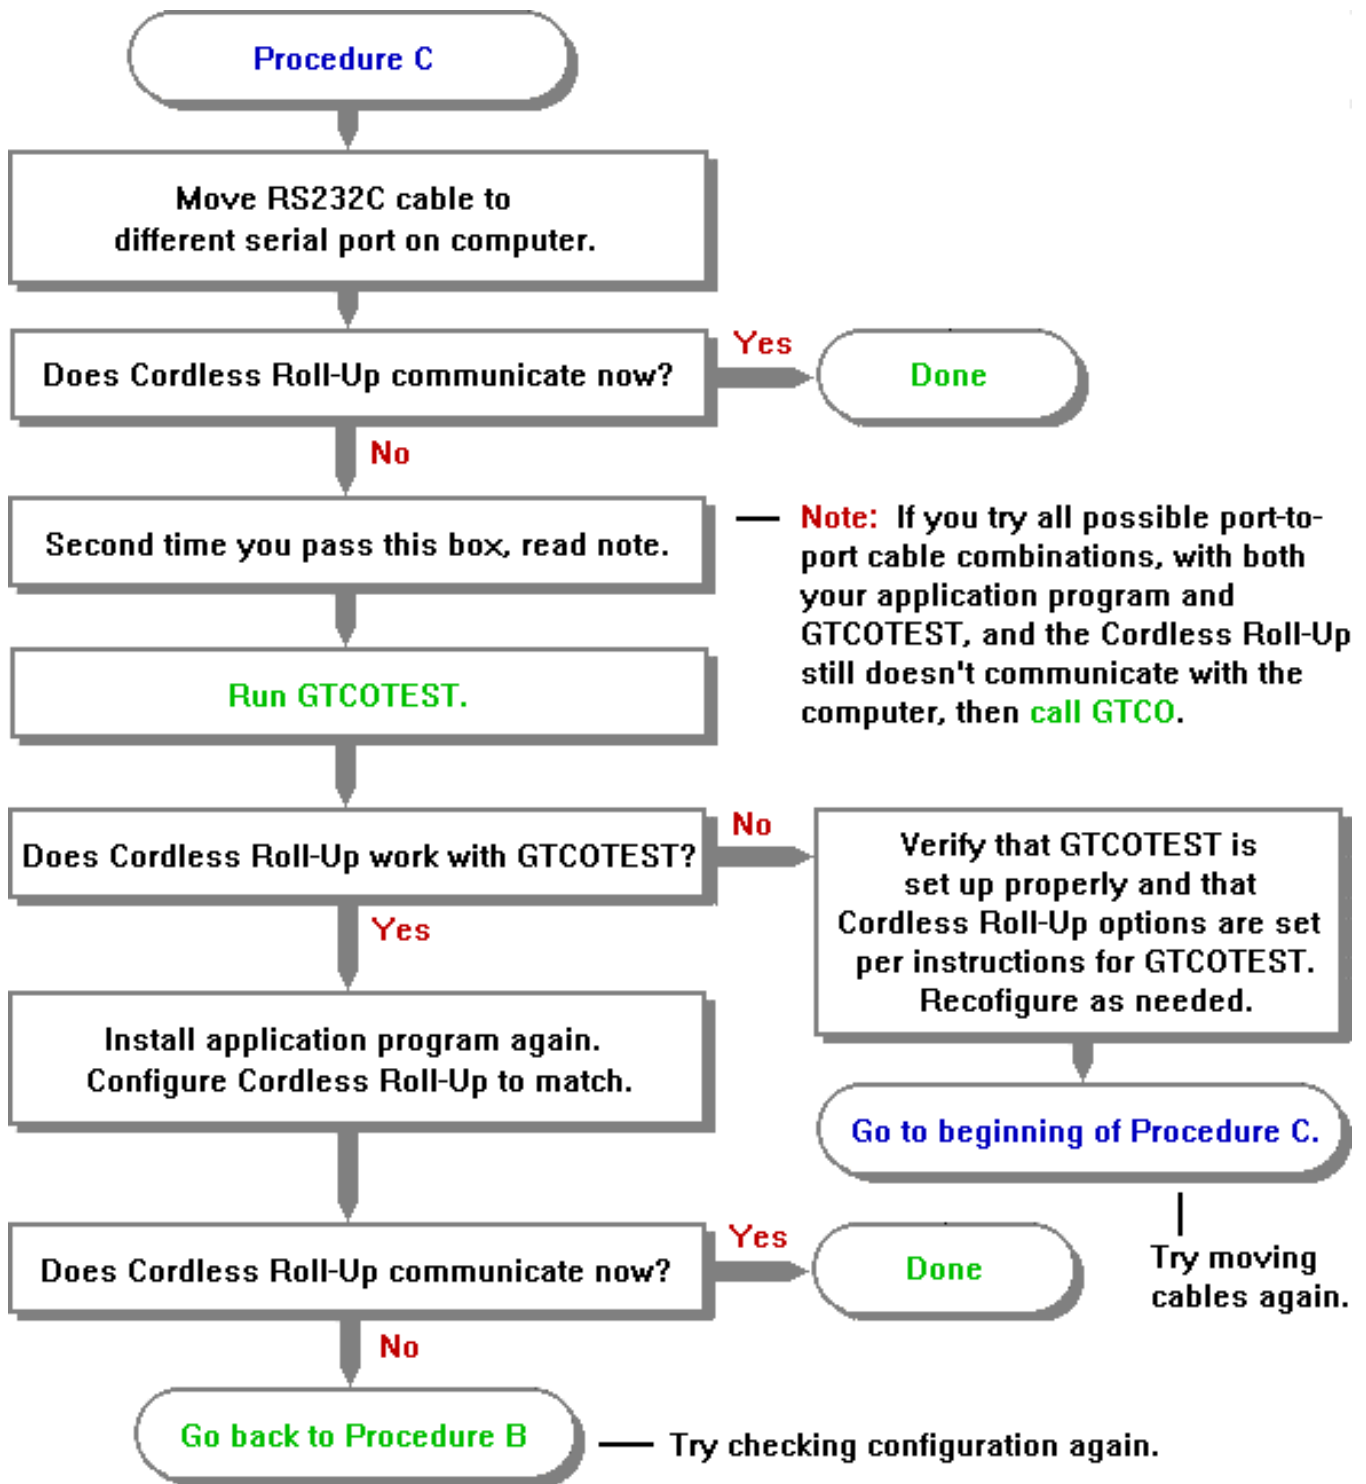 Procedure C
Move RS232C cable to
different serial port on computer.
Does Cordless Roll-Up communicate now?
Yes
Done
No
Second time you pass this box, read note.
Note: If you try all possible port-to-
port cable combinations, with both
your application program and
GTCOTEST, and the Cordless Roll-Up
still doesn't communicate with the
computer, then call GTCO.
Run GTCOTEST.
Does Cordless Roll-Up work with GTCOTEST?
No
Verify that GTCOTEST is
set up properly and that
Cordless Roll-Up options are set
per instructions for GTCOTEST.
Recofigure as needed.
Go to beginning of Procedure C.
Try moving
cables again.
Yes
Install application program again.
Configure Cordless Roll-Up to match.
Does Cordless Roll-Up communicate now?
Yes
Done
No
Go back to Procedure B
Try checking configuration again.